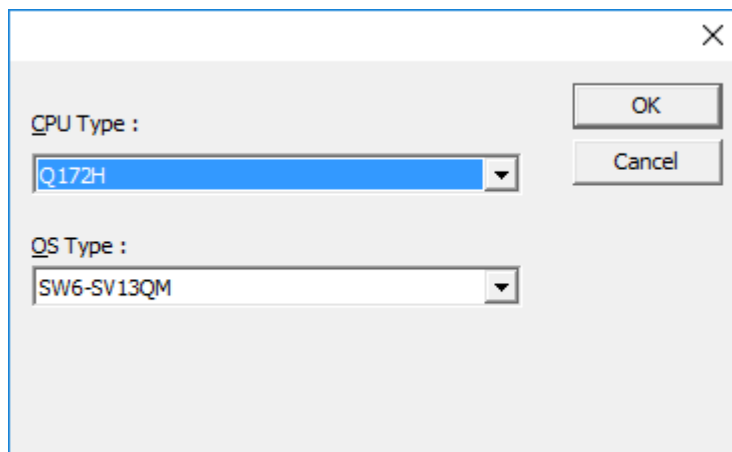 CPU Type :
Q172H
OS Type :
SW6-SV13QM
OK
Cancel